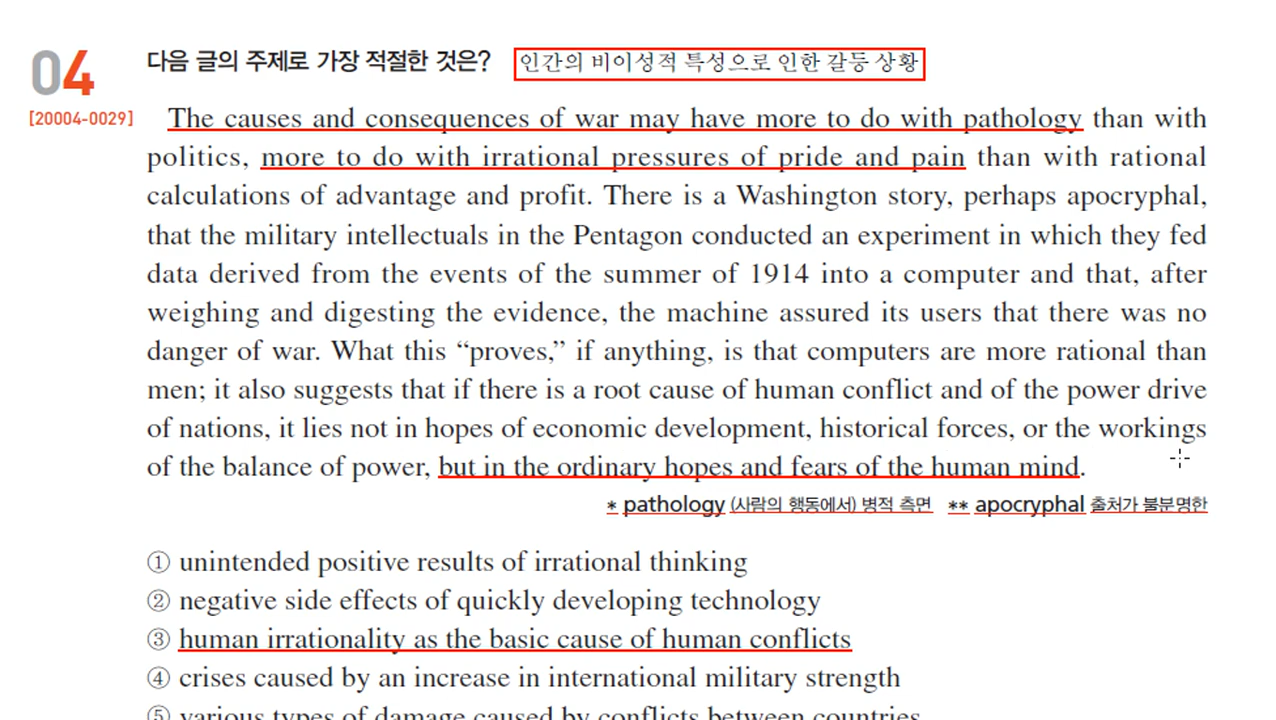 04 다음 글의 주제로 가장 적절한 것은? 인간의 비이성적 특성으로 인한 갈등 상황
[20004-0029] The causes and consequences of war may have more to do with pathology than with
politics, more to do with irrational pressures of pride and pain than with rational
calculations of advantage and profit. There is a Washington story, perhaps apocryphal,
that the military intellectuals in the Pentagon conducted an experiment in which they fed
data derived from the events of the summer of 1914 into a computer and that, after
weighing and digesting the evidence, the machine assured its users that there was no
danger of war. What this “proves,” if anything, is that computers are more rational than
men; it also suggests that if there is a root cause of human conflict and of the power drive
of nations, it lies not in hopes of economic development, historical forces, or the workings
of the balance of power, but in the ordinary hopes and fears of the human mind.
* pathology (사람의 행동에서) 병적 측면 ** apocryphal 출처가 불분명한
① unintended positive results of irrational thinking
② negative side effects of quickly developing technology
③ human irrationality as the basic cause of human conflicts
④ crises caused by an increase in international military strength
⑤ various types of damage caused by conflicts between countries